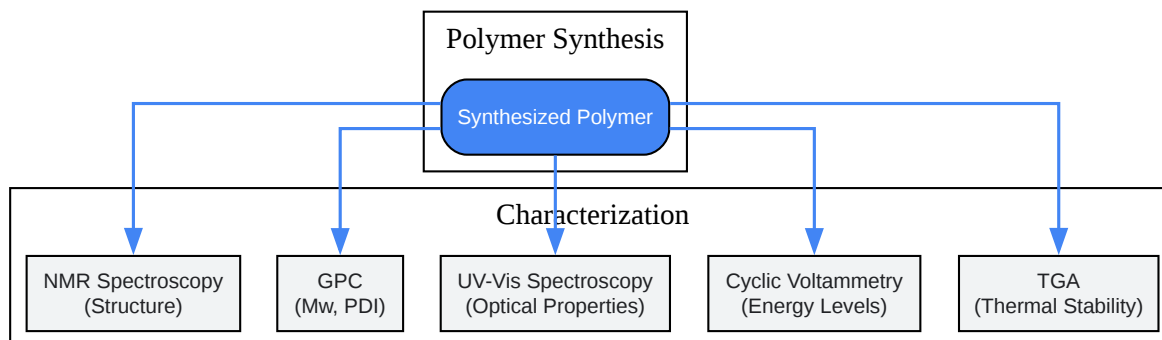 Polymer Synthesis
Synthesized Polymer
Characterization
NMR Spectroscopy
(Structure)
GPC
(Mw, PDI)
UV-Vis Spectroscopy
(Optical Properties)
Cyclic Voltammetry
(Energy Levels)
TGA
(Thermal Stability)